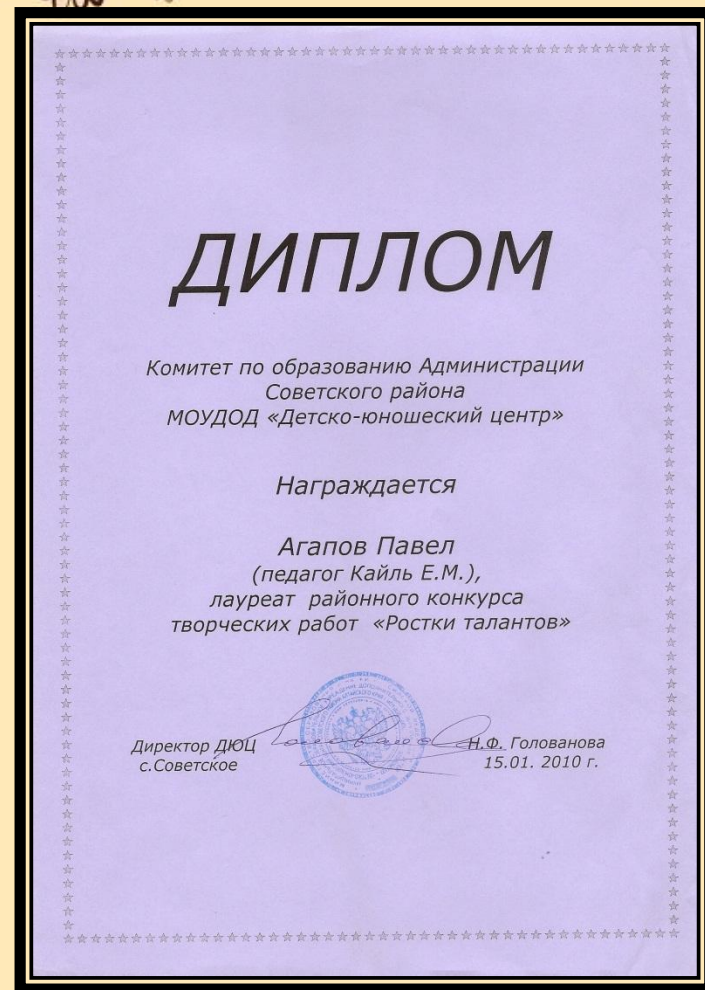 ДИПЛОМ
Комитет по образованию Администрации
Советского района
МОУДОД «Детско-юношеский центр»
Награждается
Агапов Павел
(педагог Кайль Е.М.),
лауреат районного конкурса
творческих работ «Ростки талантов»
Директор ДЮЦ Н.Ф. Голованова
с.Советское 15.01. 2010 г.